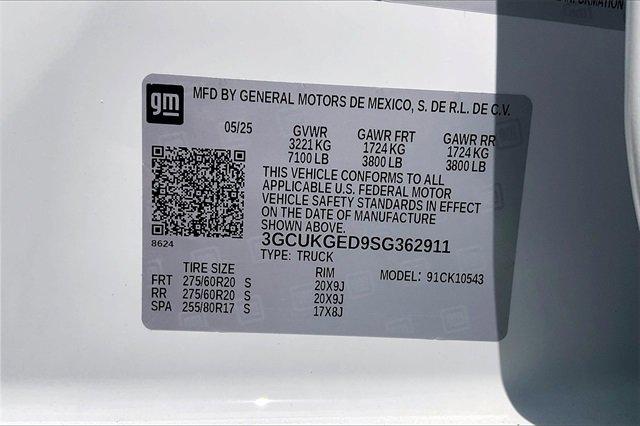 gm
MFD BY GENERAL MOTORS DE MEXICO, S. DE R.L. DE C.V.
05/25 GVWR GAWR FRT GAWR RR
3221 KG 1724 KG 1724 KG
7100 LB 3800 LB 3800 LB
THIS VEHICLE CONFORMS TO ALL
APPLICABLE U.S. FEDERAL MOTOR
VEHICLE SAFETY STANDARDS IN EFFECT
ON THE DATE OF MANUFACTURE
SHOWN ABOVE.
8624
3GCUKGED9SG362911
TYPE: TRUCK
TIRE SIZE RIM MODEL: 91CK10543
FRT 275/60R20 S 20X9J
RR 275/60R20 S 20X9J
SPA 255/80R17 S 17X8J